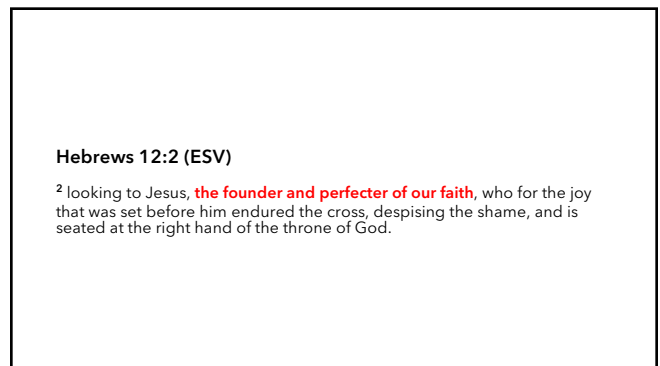 Hebrews 12:2 (ESV)
² looking to Jesus, the founder and perfecter of our faith, who for the joy
that was set before him endured the cross, despising the shame, and is
seated at the right hand of the throne of God.